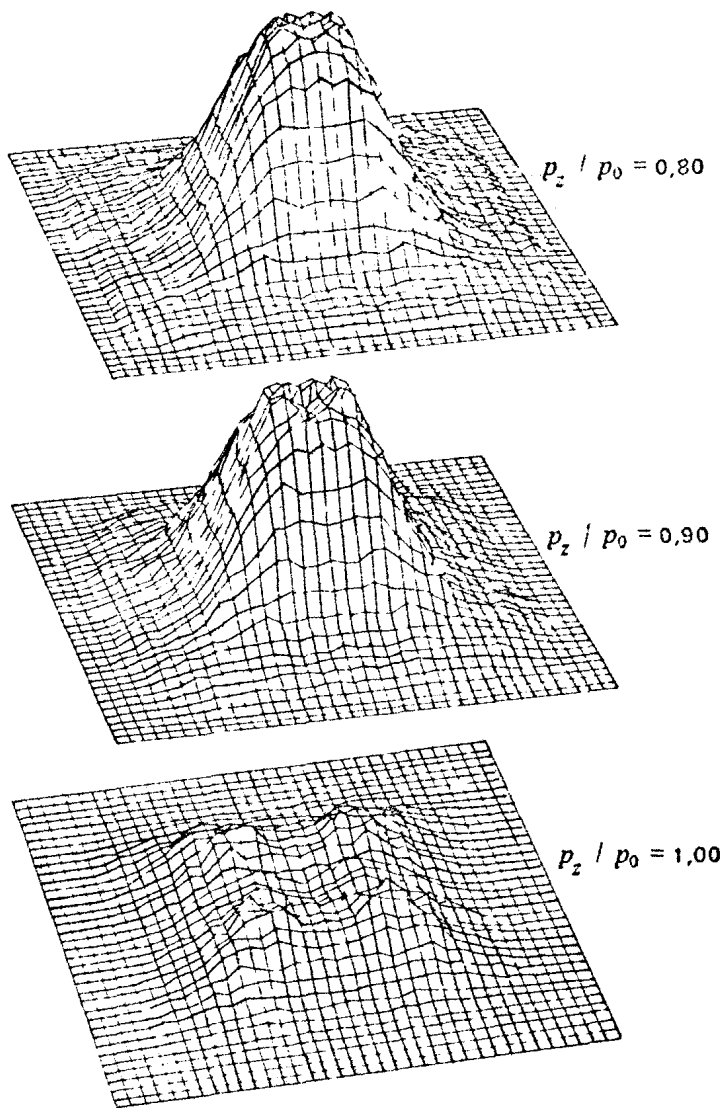 p_z / p_0 = 0,80
p_z / p_0 = 0,90
p_z / p_0 = 1,00